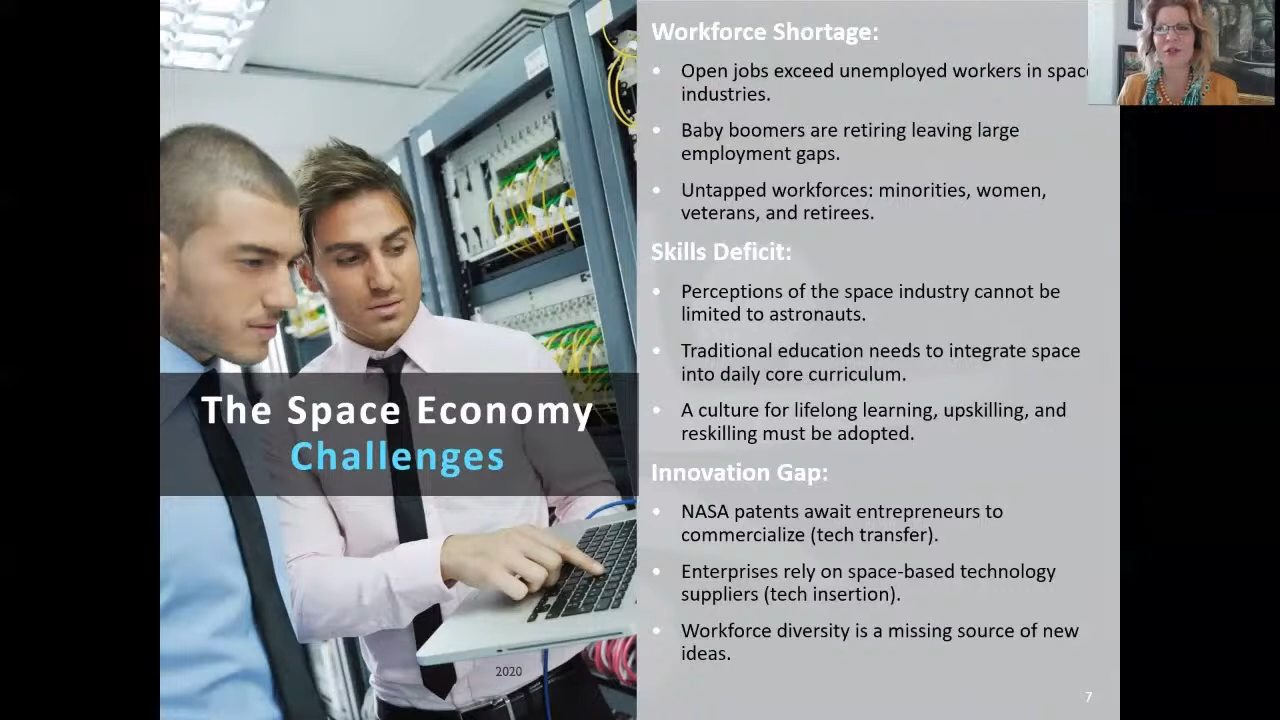 The Space Economy
Challenges
2020
Workforce Shortage:
• Open jobs exceed unemployed workers in space
industries.
• Baby boomers are retiring leaving large
employment gaps.
• Untapped workforces: minorities, women,
veterans, and retirees.
Skills Deficit:
• Perceptions of the space industry cannot be
limited to astronauts.
• Traditional education needs to integrate space
into daily core curriculum.
• A culture for lifelong learning, upskilling, and
reskilling must be adopted.
Innovation Gap:
• NASA patents await entrepreneurs to
commercialize (tech transfer).
• Enterprises rely on space-based technology
suppliers (tech insertion).
• Workforce diversity is a missing source of new
ideas.
7